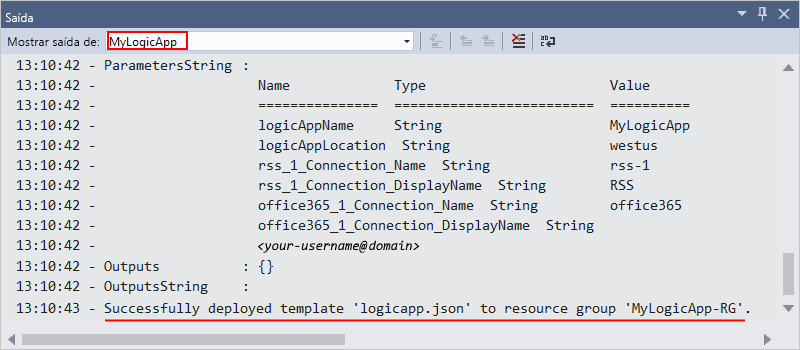 Saída
Mostrar saída de: MyLogicApp
13:10:42 - ParametersString :
13:10:42 - Name Type Value
13:10:42 - =============== ========================= ==========
13:10:42 - logicAppName String MyLogicApp
13:10:42 - logicAppLocation String westus
13:10:42 - rss_1_Connection_Name String rss-1
13:10:42 - rss_1_Connection_DisplayName String RSS
13:10:42 - office365_1_Connection_Name String office365
13:10:42 - office365_1_Connection_DisplayName String
13:10:42 - <your-username@domain>
13:10:42 - Outputs : {}
13:10:42 - OutputsString :
13:10:43 - Successfully deployed template 'logicapp.json' to resource group 'MyLogicApp-RG'.